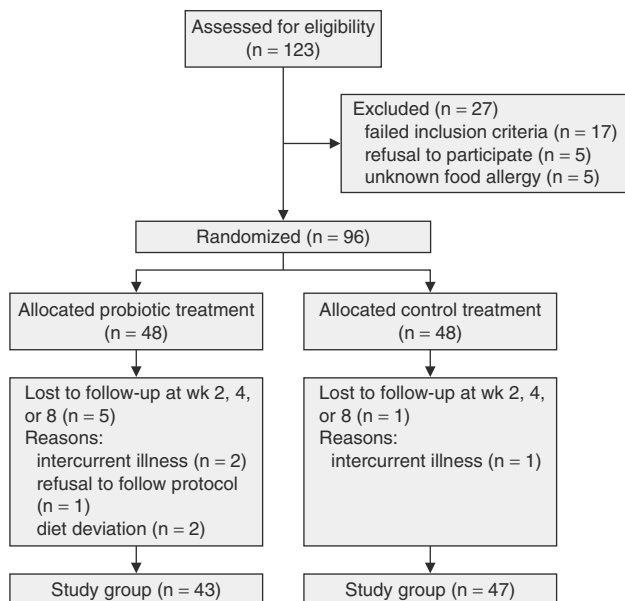 Assessed for eligibility
(n = 123)
Excluded (n = 27)
failed inclusion criteria (n = 17)
refusal to participate (n = 5)
unknown food allergy (n = 5)
Randomized (n = 96)
Allocated probiotic treatment
(n = 48)
Allocated control treatment
(n = 48)
Lost to follow-up at wk 2, 4,
or 8 (n = 5)
Reasons:
intercurrent illness (n = 2)
refusal to follow protocol
(n = 1)
diet deviation (n = 2)
Lost to follow-up at wk 2, 4,
or 8 (n = 1)
Reasons:
intercurrent illness (n = 1)
Study group (n = 43)
Study group (n = 47)